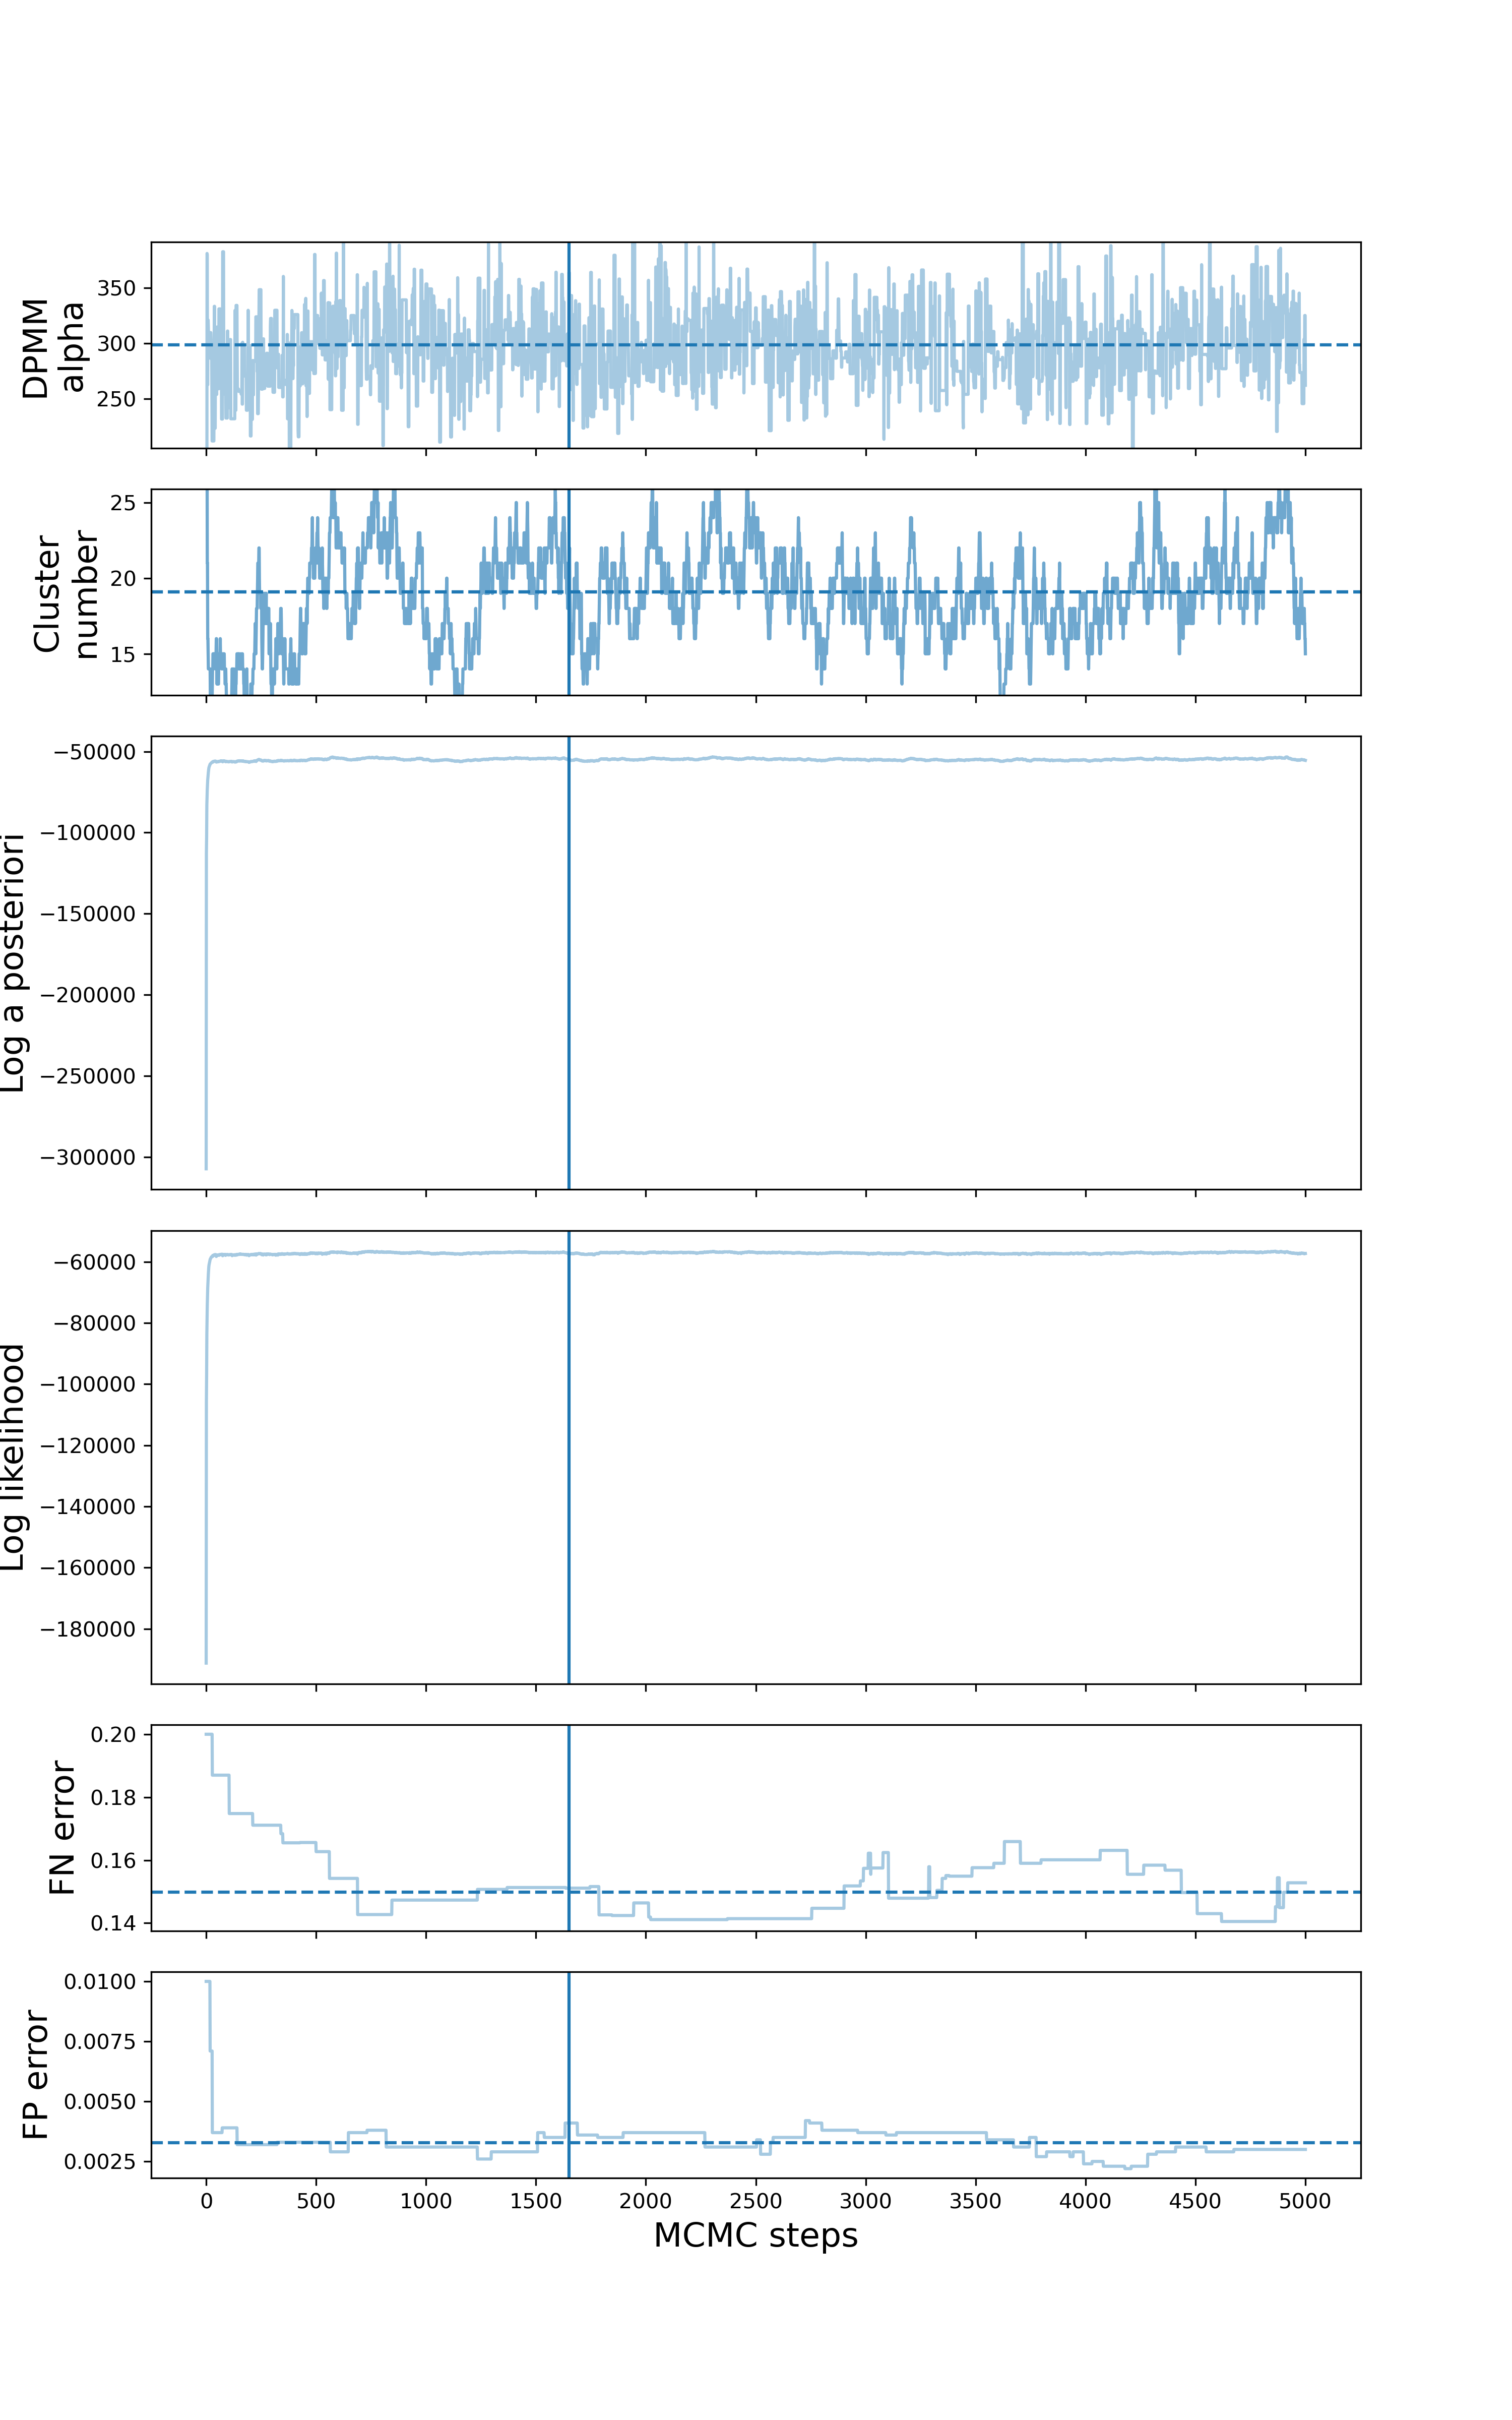 DPMM
alpha
350
300
250
Cluster
number
25
20
15
Log a posteriori
−50000
−100000
−150000
−200000
−250000
−300000
Log likelihood
−60000
−80000
−100000
−120000
−140000
−160000
−180000
FN error
0.20
0.18
0.16
0.14
FP error
0.0100
0.0075
0.0050
0.0025
0 500 1000 1500 2000 2500 3000 3500 4000 4500 5000
MCMC steps